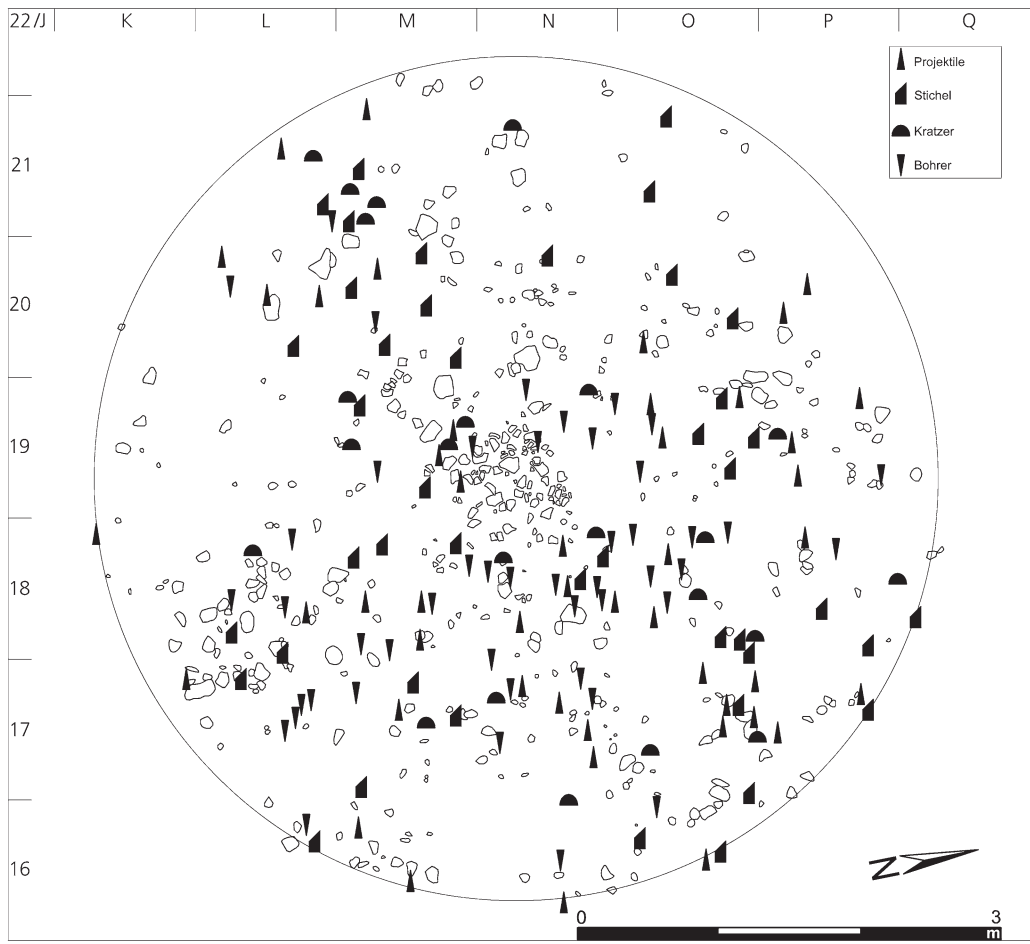 22/J K L M N O P Q
Projektile
Stichel
Kratzer
Bohrer
21
20
19
18
17
16
N
0 3
m